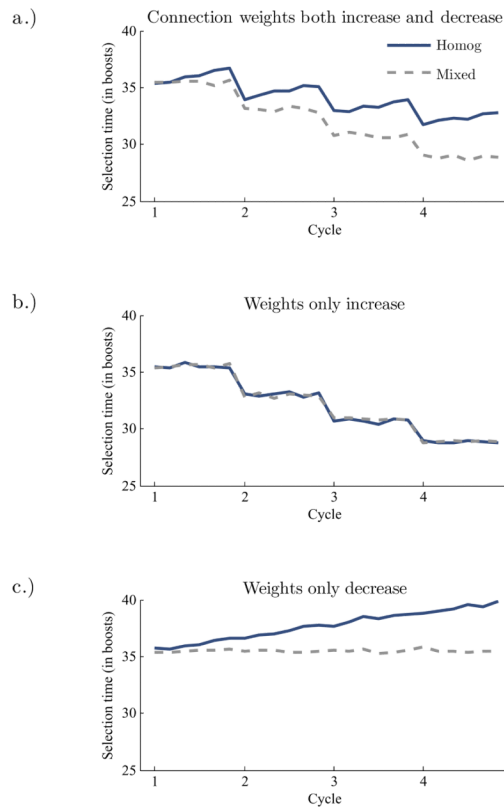 a.)
Connection weights both increase and decrease
40
35
30
25
Selection time (in boosts)
Homog
Mixed
1 2 3 4
Cycle
b.)
Weights only increase
40
35
30
25
Selection time (in boosts)
1 2 3 4
Cycle
c.)
Weights only decrease
40
35
30
25
Selection time (in boosts)
1 2 3 4
Cycle